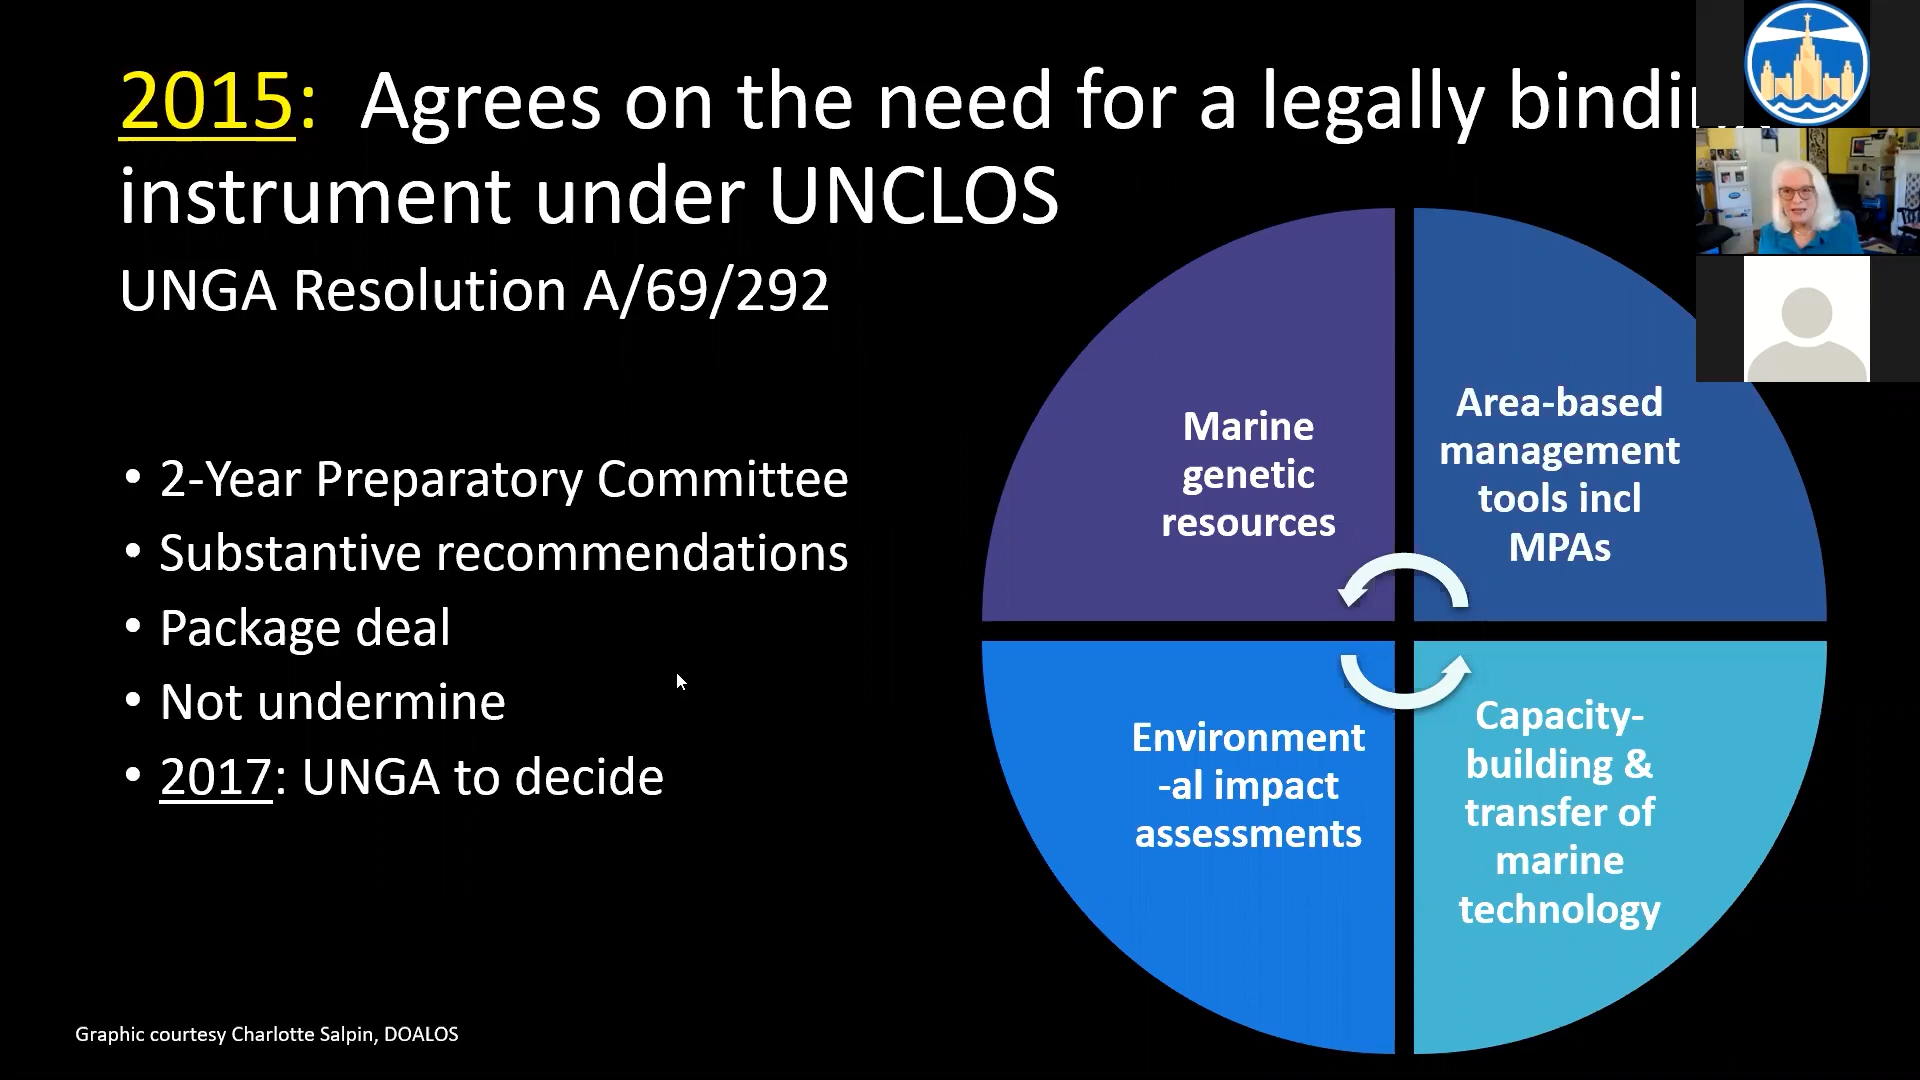 2015: Agrees on the need for a legally
instrument under UNCLOS
UNGA Resolution A/69/292
• 2-Year Preparatory Committee
• Substantive recommendations
• Package deal
• Not undermine
• 2017: UNGA to decide
Marine
genetic
resources
Area-based
management
tools incl
MPAs
Environment
-al impact
assessments
Capacity-
building &
transfer of
marine
technology
Graphic courtesy Charlotte Salpin, DOALOS